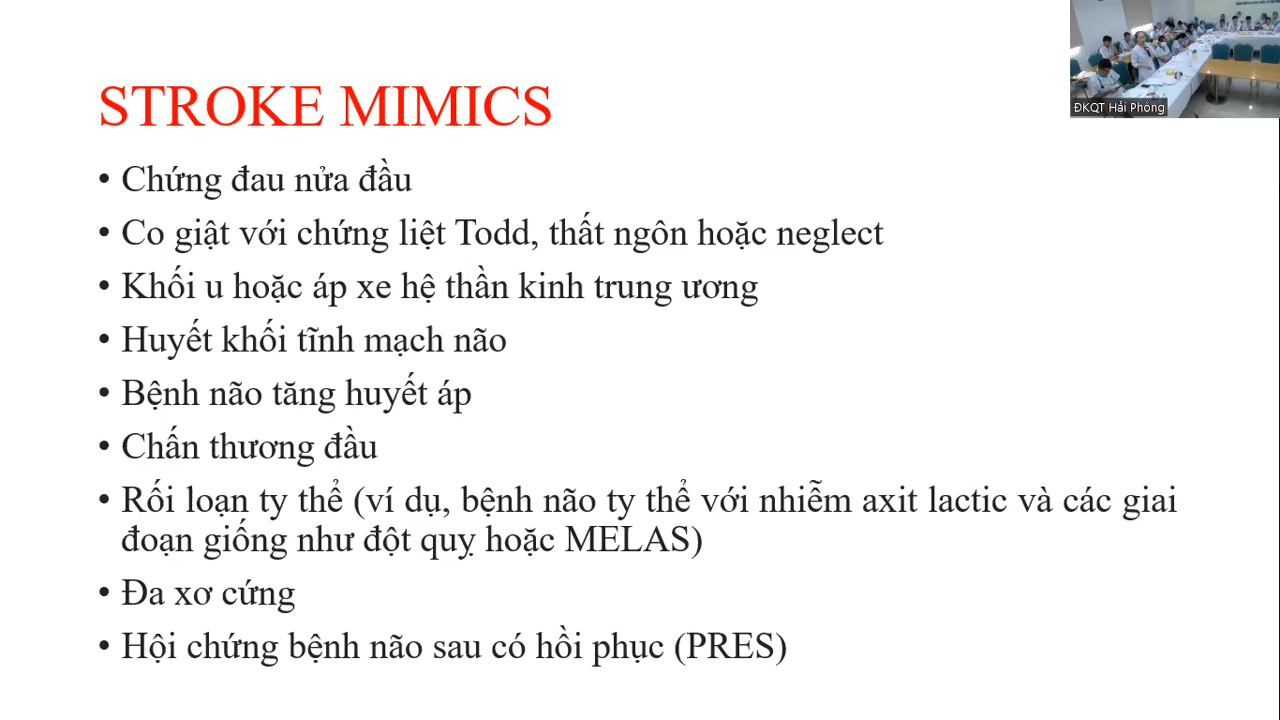 STROKE MIMICS
• Chứng đau nửa đầu
• Co giật với chứng liệt Todd, thất ngôn hoặc neglect
• Khối u hoặc áp xe hệ thần kinh trung ương
• Huyết khối tĩnh mạch não
• Bệnh não tăng huyết áp
• Chấn thương đầu
• Rối loạn ty thể (ví dụ, bệnh não ty thể với nhiễm axit lactic và các giai
đoạn giống như đột quỵ hoặc MELAS)
• Đa xơ cứng
• Hội chứng bệnh não sau có hồi phục (PRES)
ĐKQT Hải Phòng